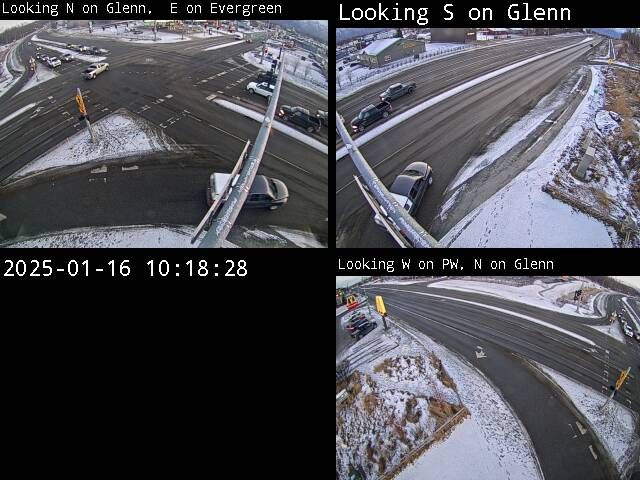 Looking N on Glenn,  E on Evergreen
Looking S on Glenn
2025-01-16 10:18:28
Looking W on PW, N on Glenn